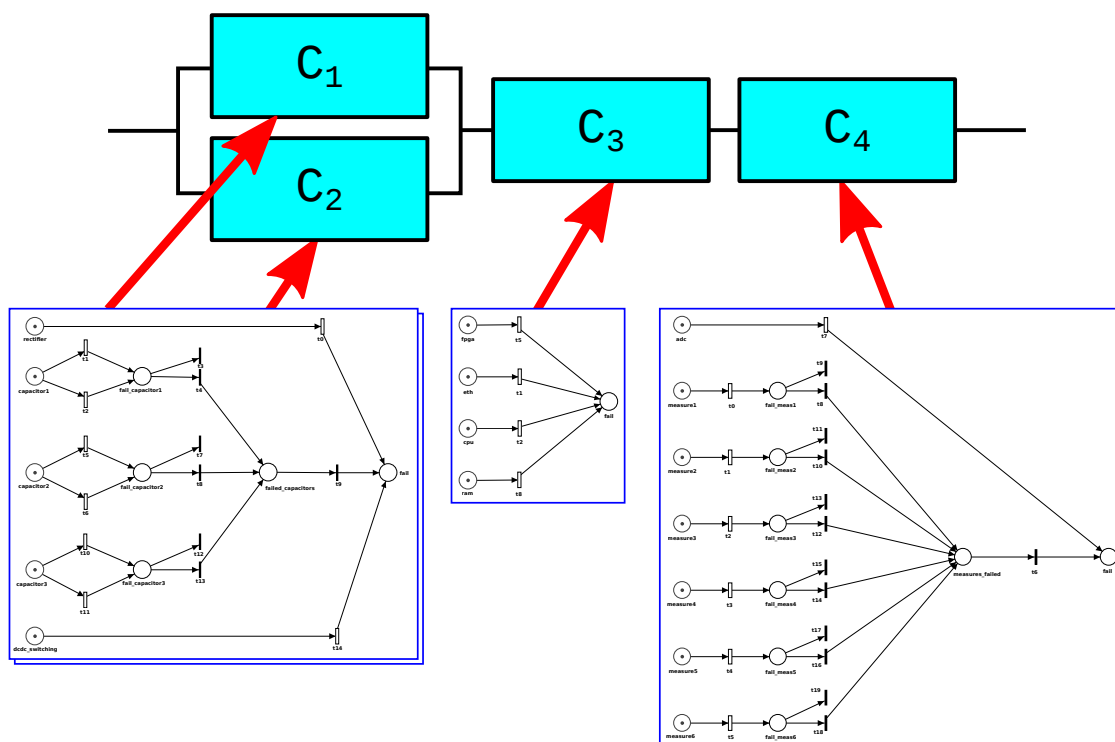 C1
C2
C3
C4
rectifier
t0
t1
capacitor1
t2
fail_capacitor1
t3
t4
t5
capacitor2
t6
fail_capacitor2
t7
t8
failed_capacitors
t9
fail
t10
capacitor3
t11
fail_capacitor3
t12
t13
dcdc_switching
t14
fpga
t5
eth
t1
cpu
t2
ram
t8
fail
adc
t7
measure1
t0
fail_meas1
t9
t8
measure2
t1
fail_meas2
t11
t10
measure3
t2
fail_meas3
t13
t12
measure4
t3
fail_meas4
t15
t14
measure5
t4
fail_meas5
t17
t16
measure6
t5
fail_meas6
t19
t18
measures_failed
t6
fail